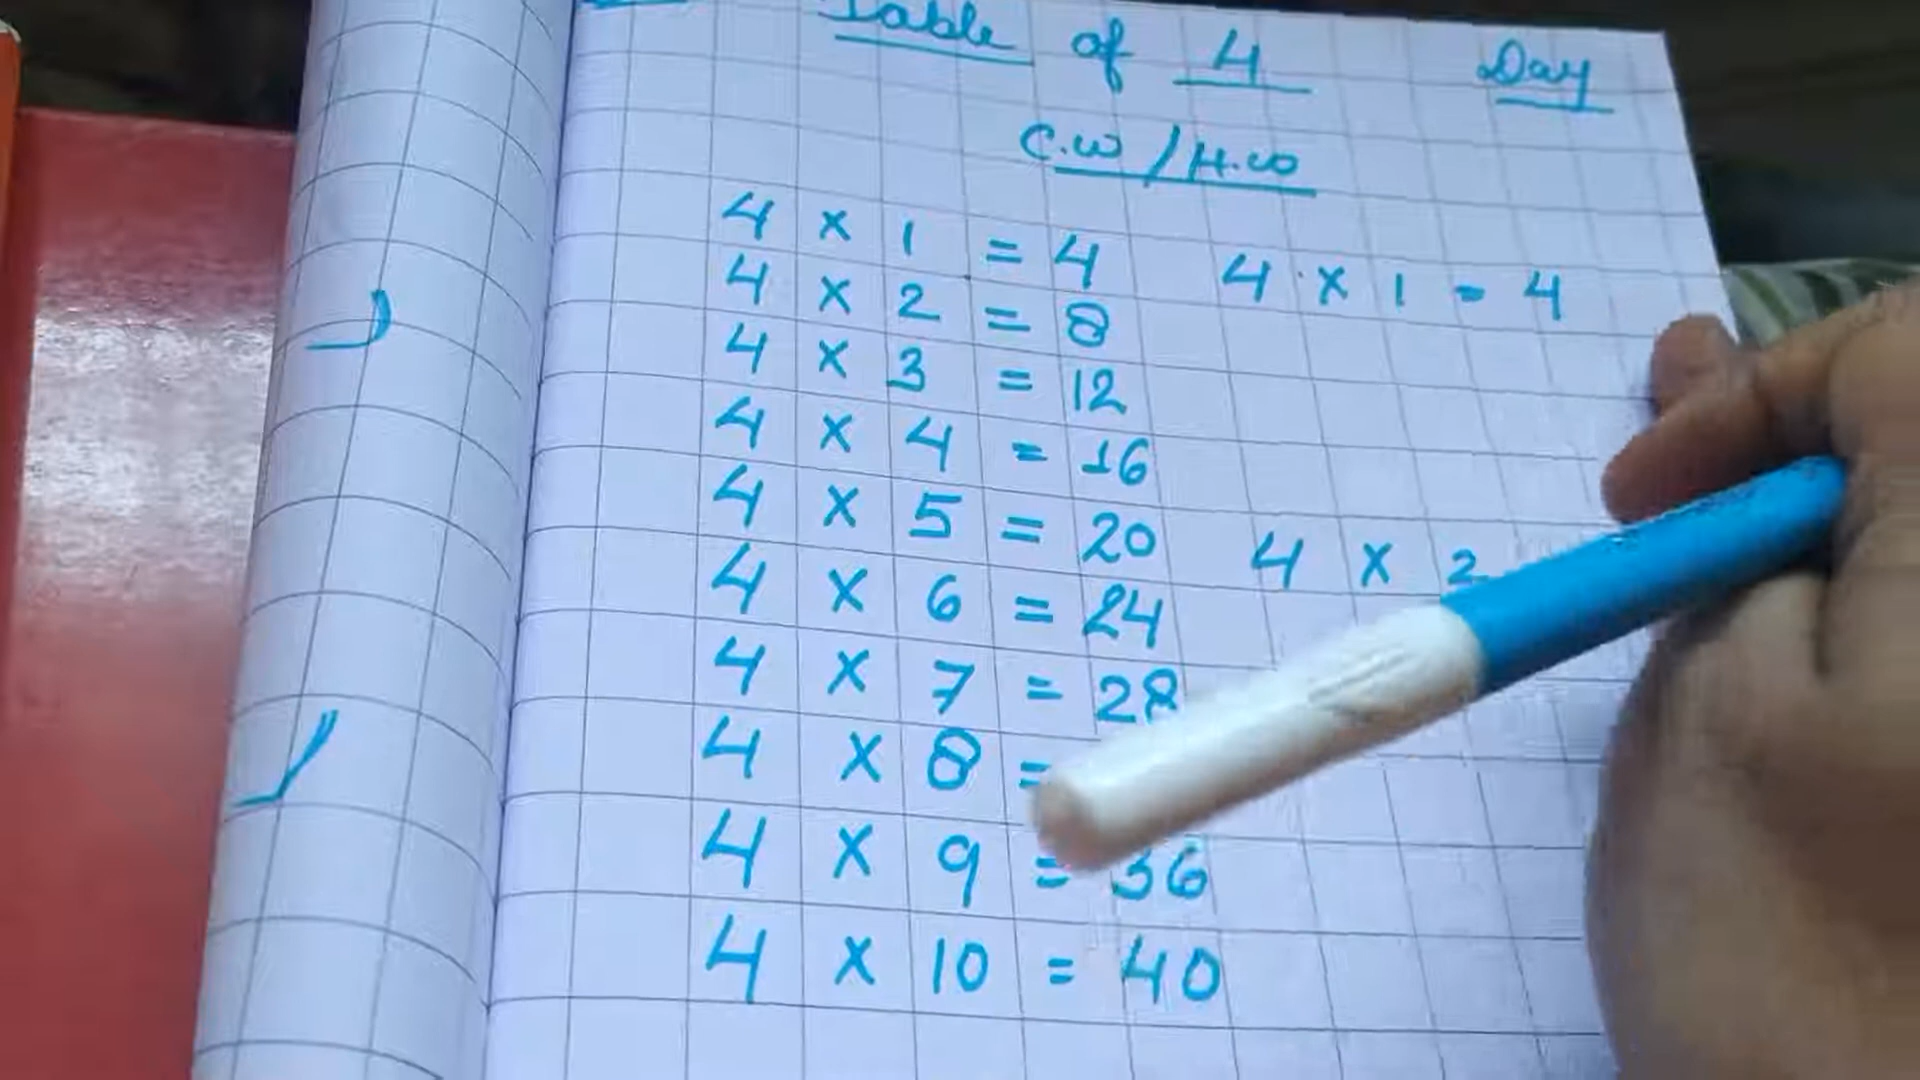 Table of 4 Day
C.W / H.W
4 × 1 = 4 4 × 1 = 4
4 × 2 = 8
4 × 3 = 12
4 × 4 = 16
4 × 5 = 20 4 × 2
4 × 6 = 24
4 × 7 = 28
4 × 8 =
4 × 9 = 36
4 × 10 = 40